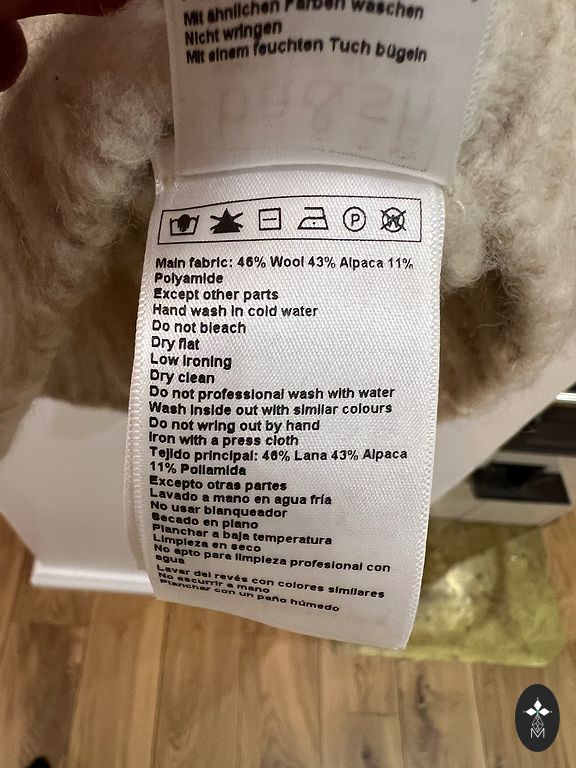 Mit ähnlichen Farben waschen
Nicht wringen
Mit einem feuchten Tuch bügeln
P
W
Main fabric: 46% Wool 43% Alpaca 11%
Polyamide
Except other parts
Hand wash in cold water
Do not bleach
Dry flat
Low ironing
Dry clean
Do not professional wash with water
Wash inside out with similar colours
Do not wring out by hand
Iron with a press cloth
Tejido principal: 46% Lana 43% Alpaca
11% Poliamida
Excepto otras partes
Lavado a mano en agua fría
No usar blanqueador
Secado en plano
Planchar a baja temperatura
Limpieza en seco
No apto para limpieza profesional con
agua
Lavar del revés con colores similares
No escurrir a mano
Planchar con un paño húmedo
M